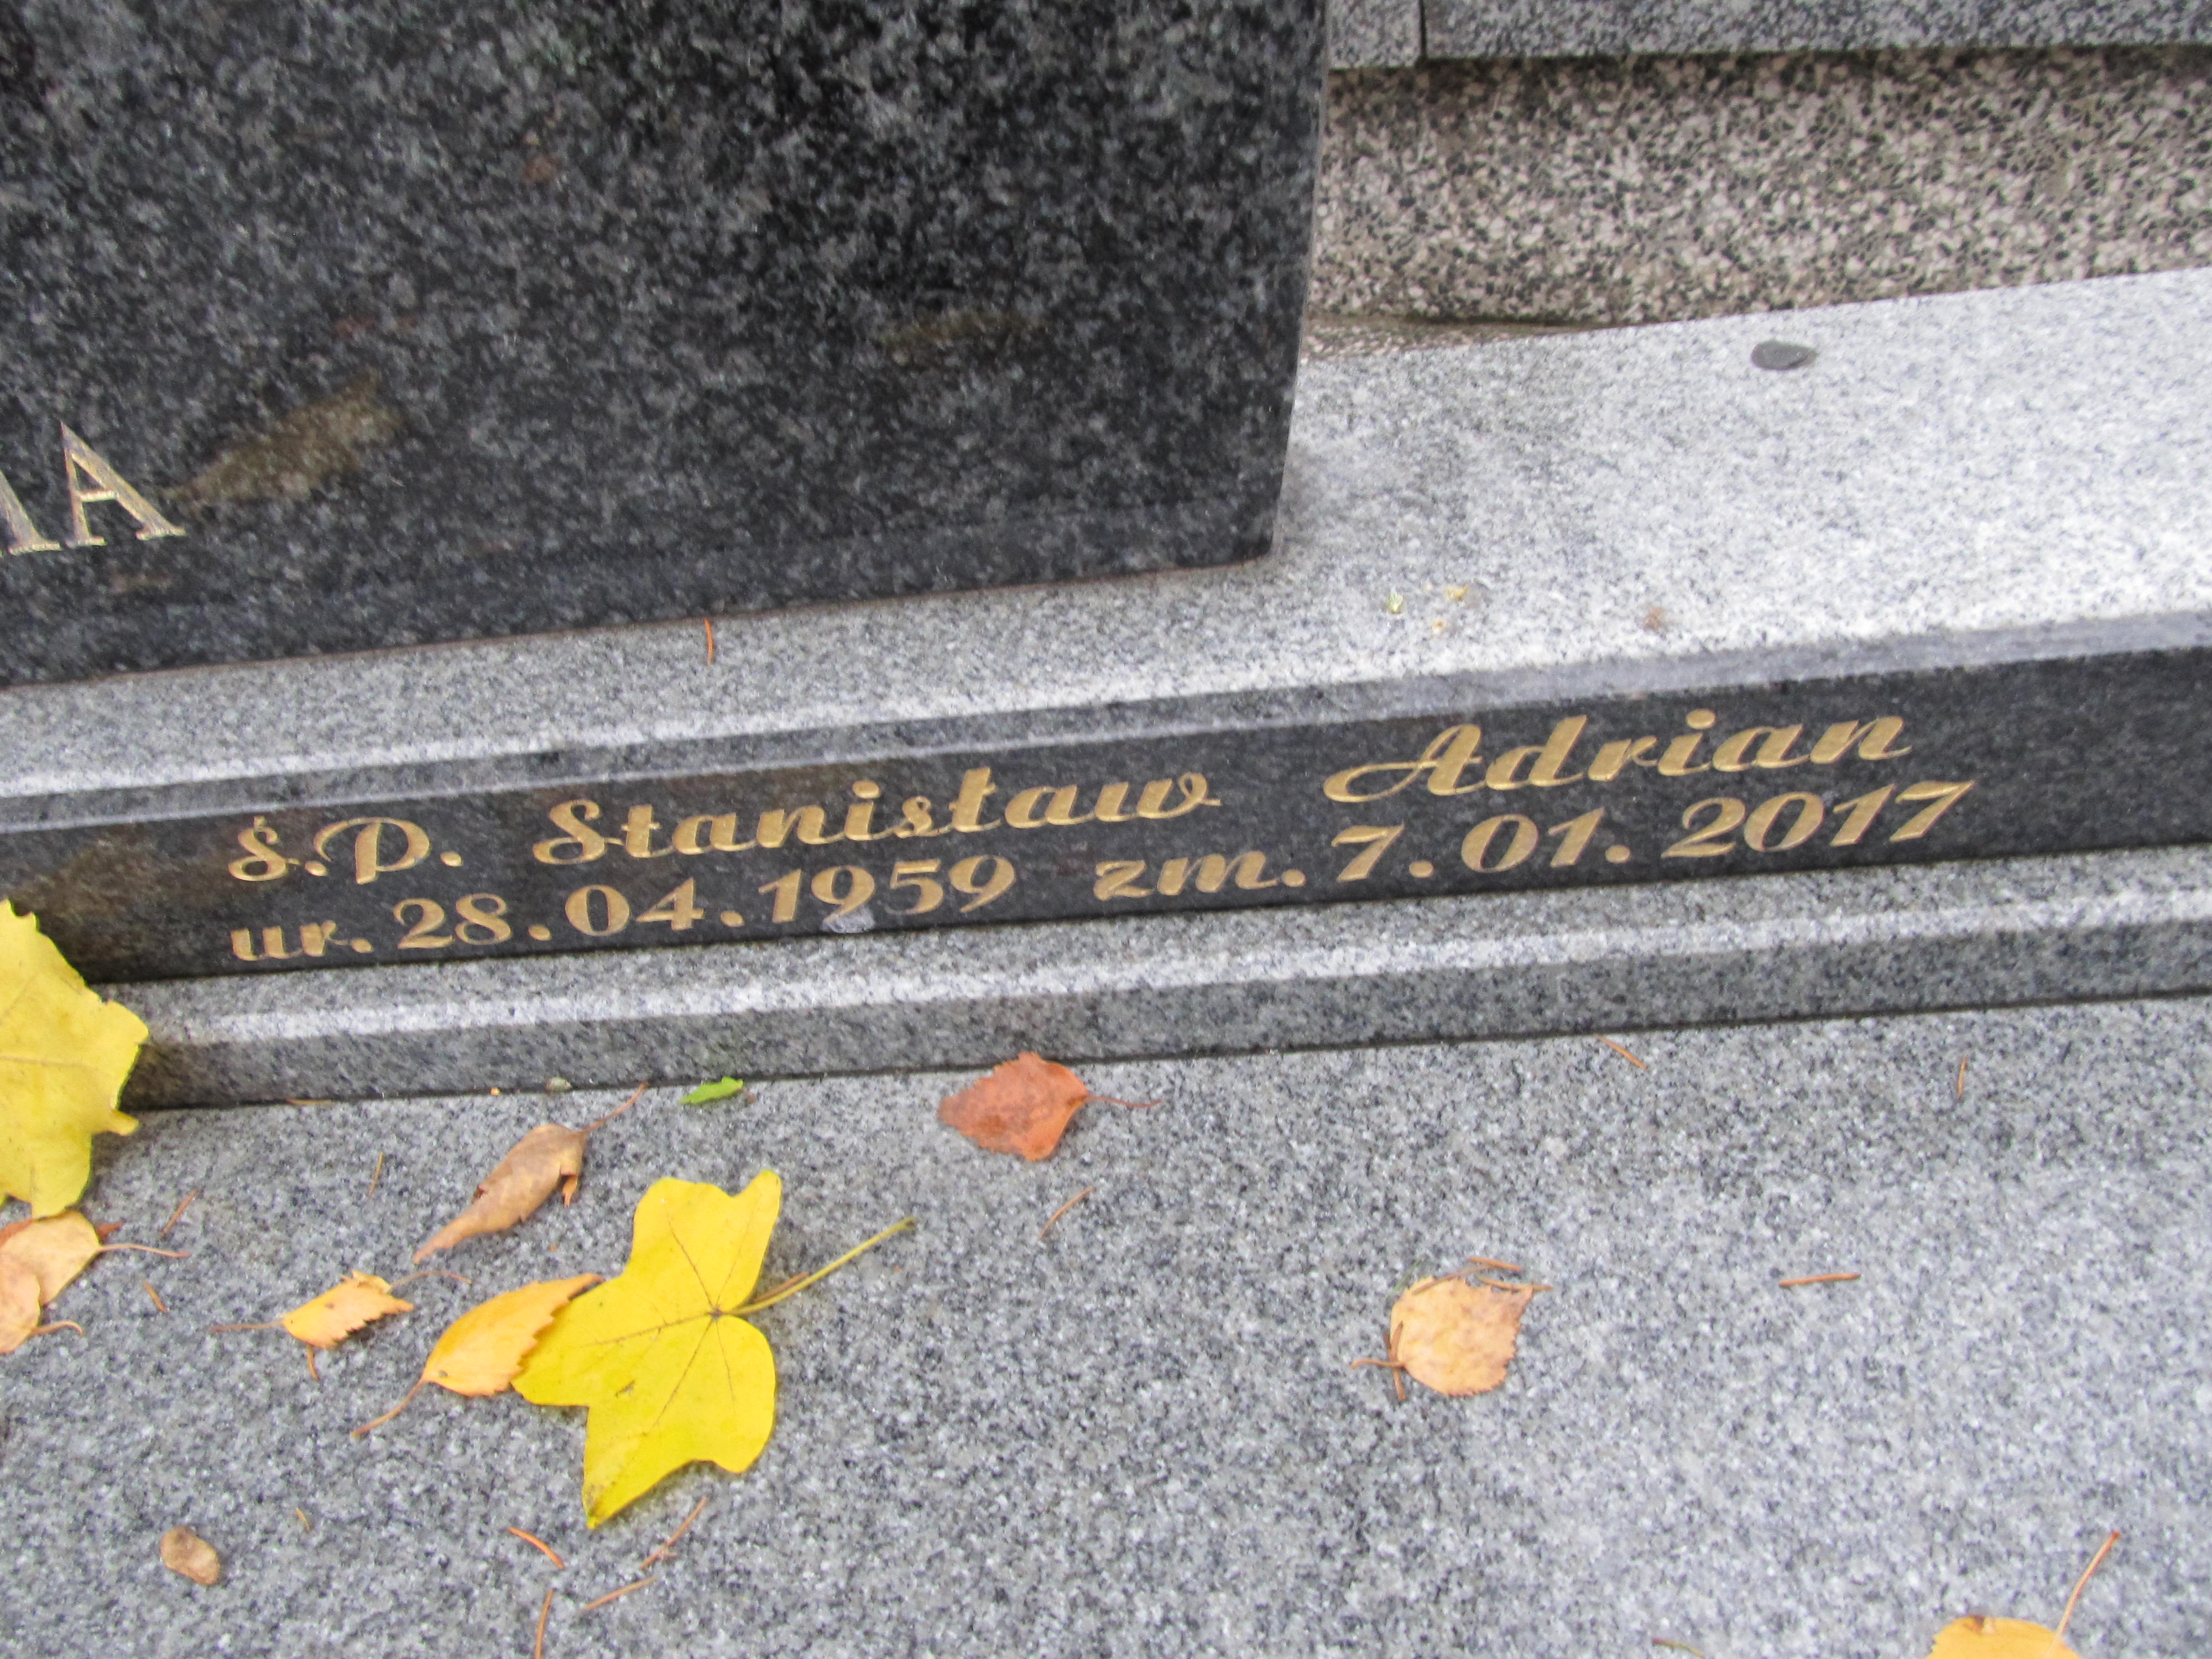 Ś.P. Stanisław Adrian
ur. 28.04.1959 zm. 7.01.2017